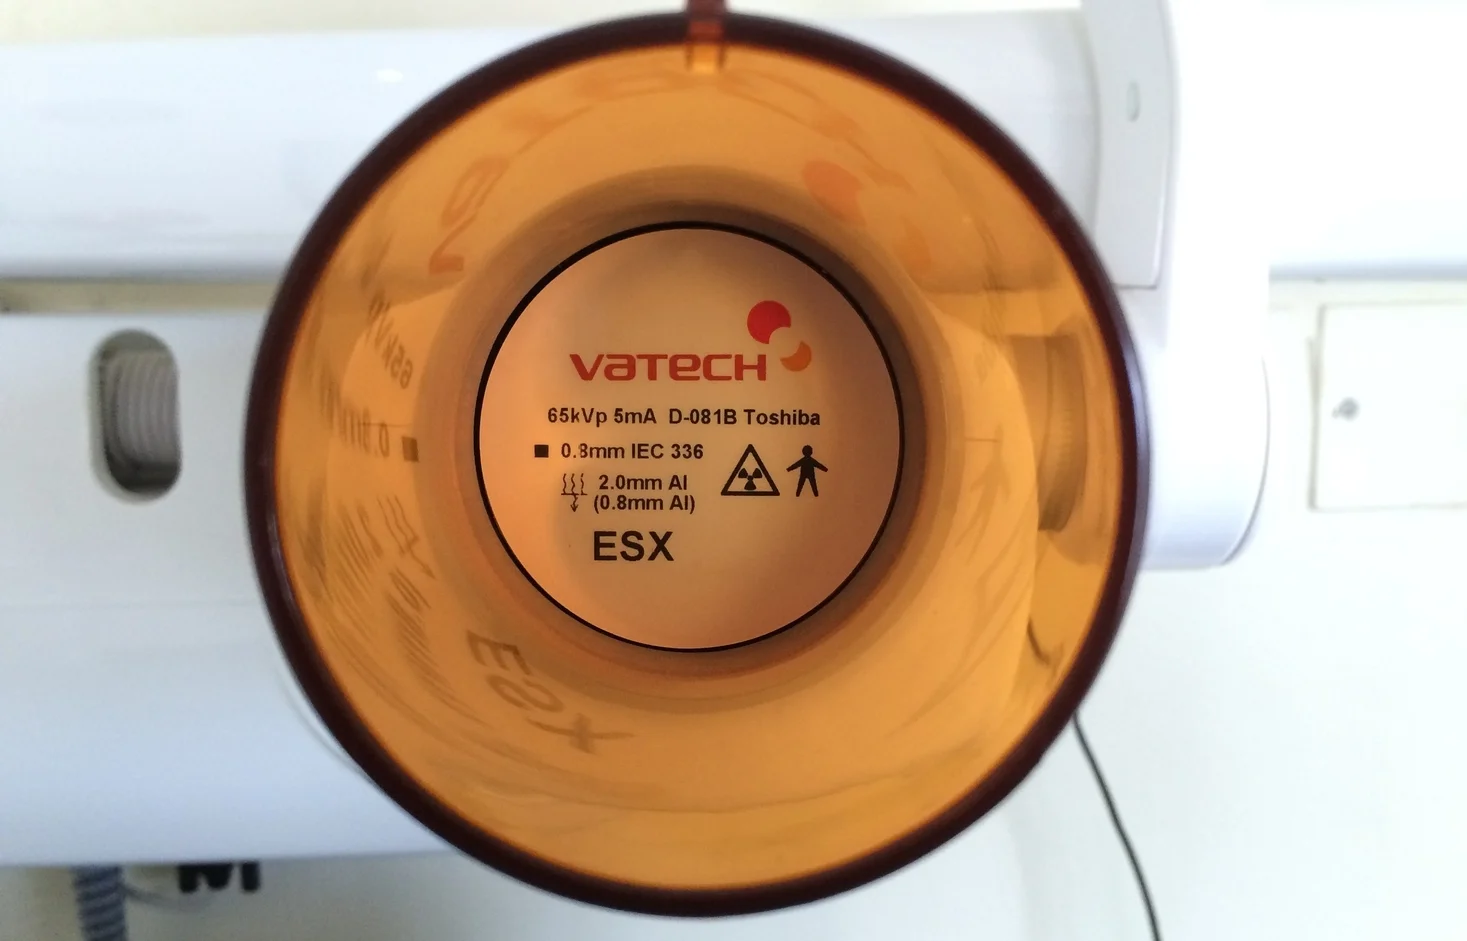 vatech
65kVp 5mA D-081B Toshiba
0.8mm IEC 336
2.0mm Al
(0.8mm Al)
ESX